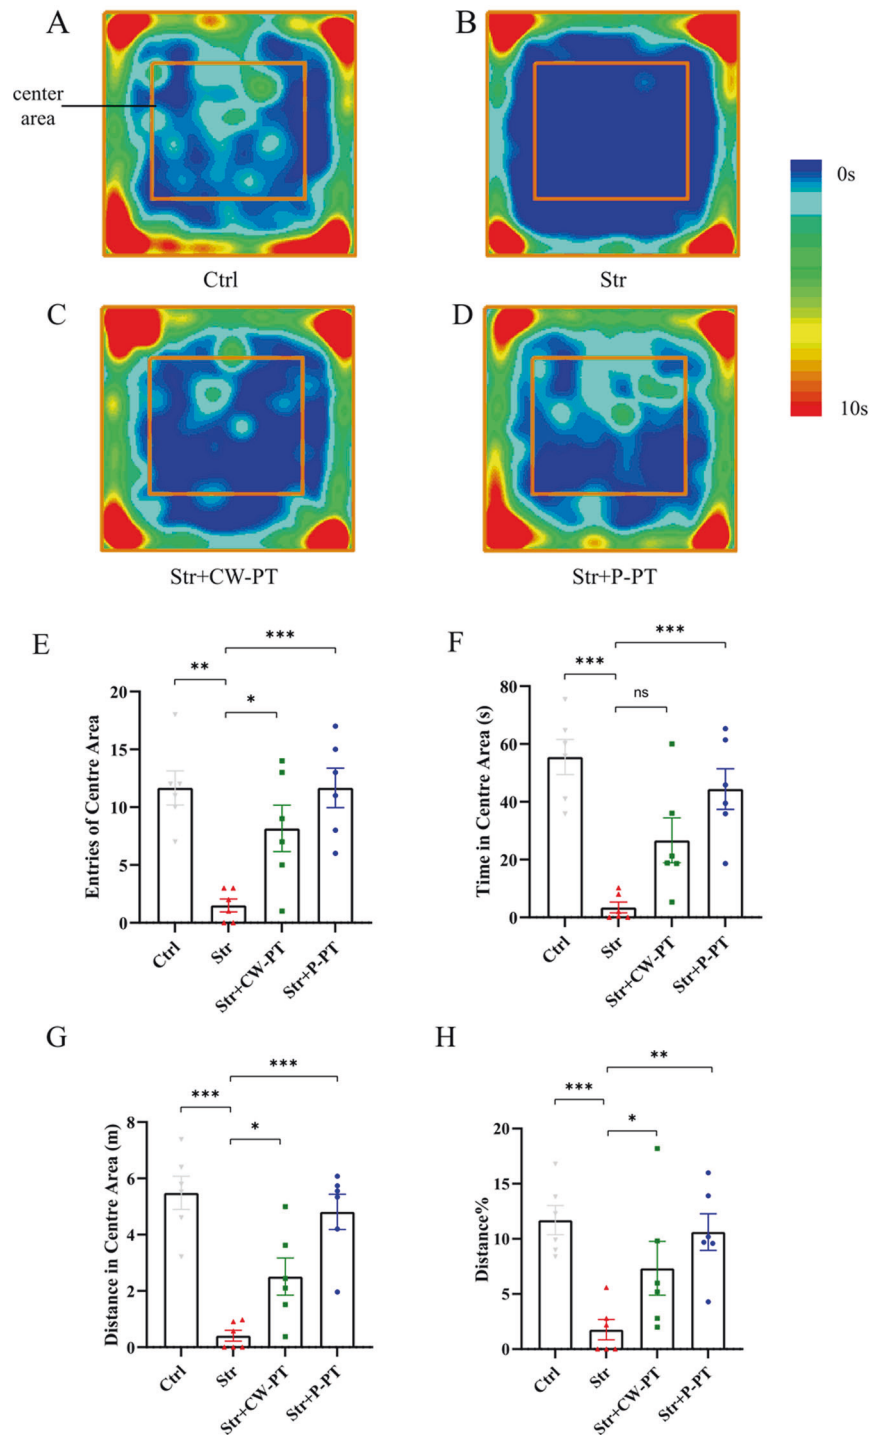 A
B
center
area
0s
10s
Ctrl
Str
C
D
Str+CW-PT
Str+P-PT
E
***
**
*
Entries of Centre Area
20
15
10
5
0
Ctrl
Str
Str+CW-PT
Str+P-PT
F
***
***
ns
Time in Centre Area (s)
80
60
40
20
0
Ctrl
Str
Str+CW-PT
Str+P-PT
G
***
***
*
Distance in Centre Area (m)
8
6
4
2
0
Ctrl
Str
Str+CW-PT
Str+P-PT
H
**
***
*
Distance%
20
15
10
5
0
Ctrl
Str
Str+CW-PT
Str+P-PT